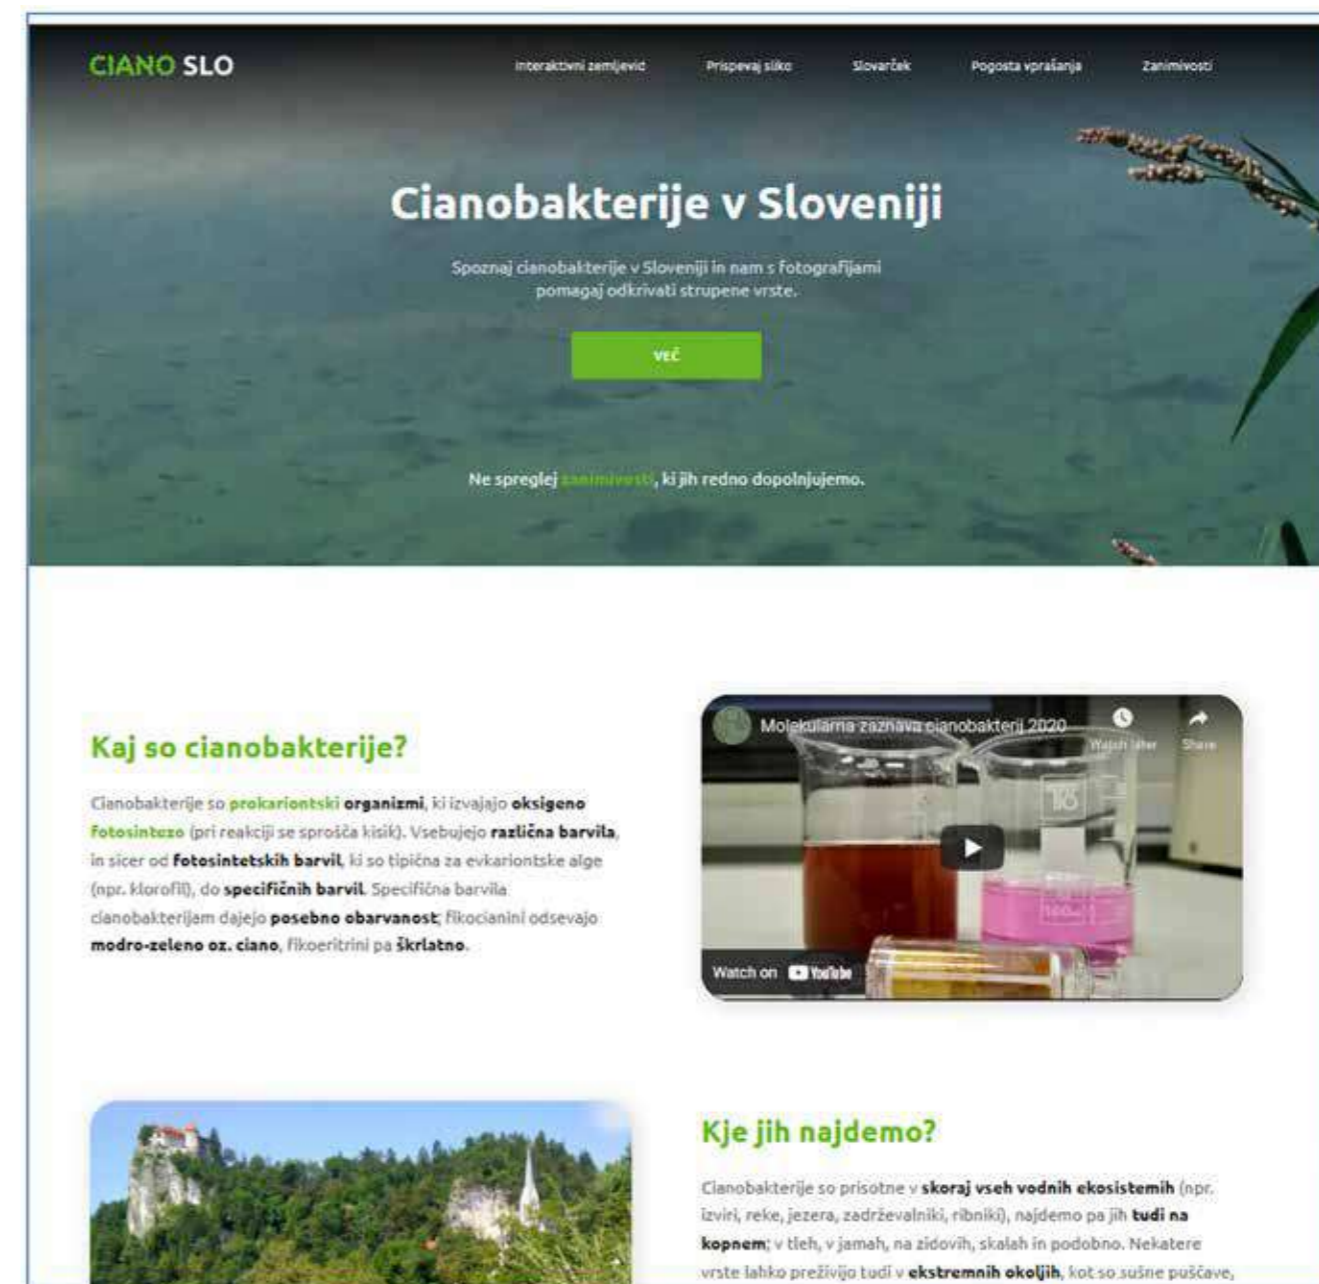 CIANO SLO
Interaktivni zemljevid Prispevaj sliko Slovarček Pogosta vprašanja Zanimivosti
Cianobakterije v Sloveniji
Spoznaj cianobakterije v Sloveniji in nam s fotografijami
pomagaj odkrivati strupene vrste.
VEČ
Ne spreglej zanimivosti, ki jih redno dopolnjujemo.
Kaj so cianobakterije?
Cianobakterije so prokariontski organizmi, ki izvajajo oksigeno
fotosintezo (pri reakciji se sprošča kisik). Vsebujejo različna barvila,
in sicer od fotosintetskih barvil, ki so tipična za evkariontske alge
(npr. klorofil), do specifičnih barvil. Specifična barvila
cianobakterijam dajejo posebno obarvanost; fikocianini odsevajo
modro-zeleno oz. ciano, fikoeritrini pa škrlatno.
Molekularna zaznava cianobakterij 2020
Watch later Share
Watch on YouTube
Kje jih najdemo?
Cianobakterije so prisotne v skoraj vseh vodnih ekosistemih (npr.
izviri, reke, jezera, zadrževalniki, ribniki), najdemo pa jih tudi na
kopnem; v tleh, v jamah, na zidovih, skalah in podobno. Nekatere
vrste lahko preživijo tudi v ekstremnih okoljih, kot so sušne puščave,